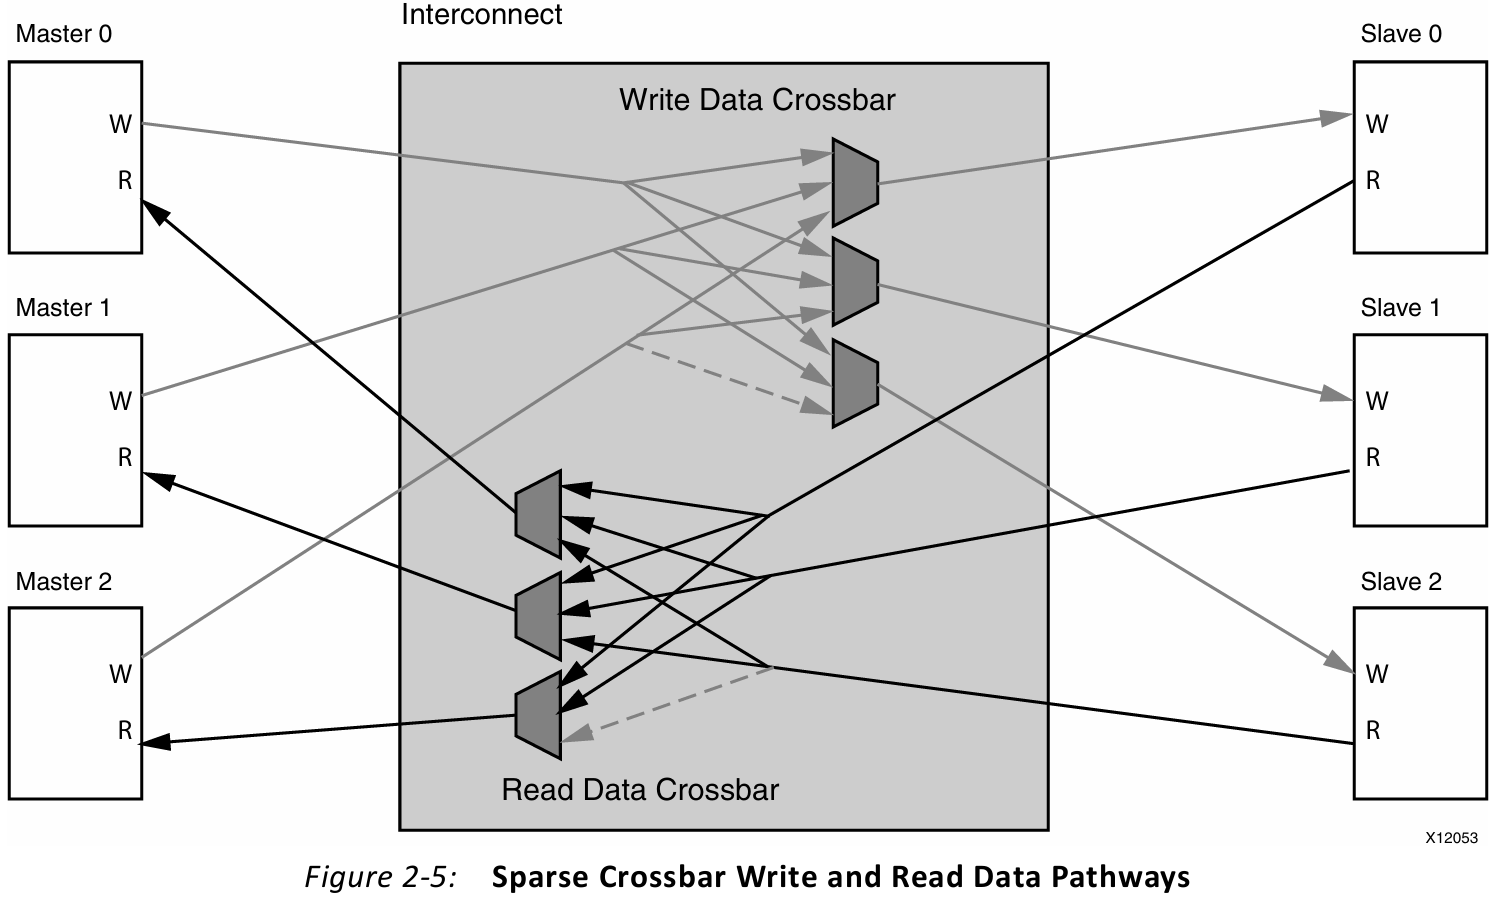 Interconnect
Master 0
Slave 0
Write Data Crossbar
W
R
W
R
Master 1
Slave 1
W
R
W
R
Master 2
Slave 2
W
R
W
R
Read Data Crossbar
X12053
Figure 2-5: Sparse Crossbar Write and Read Data Pathways